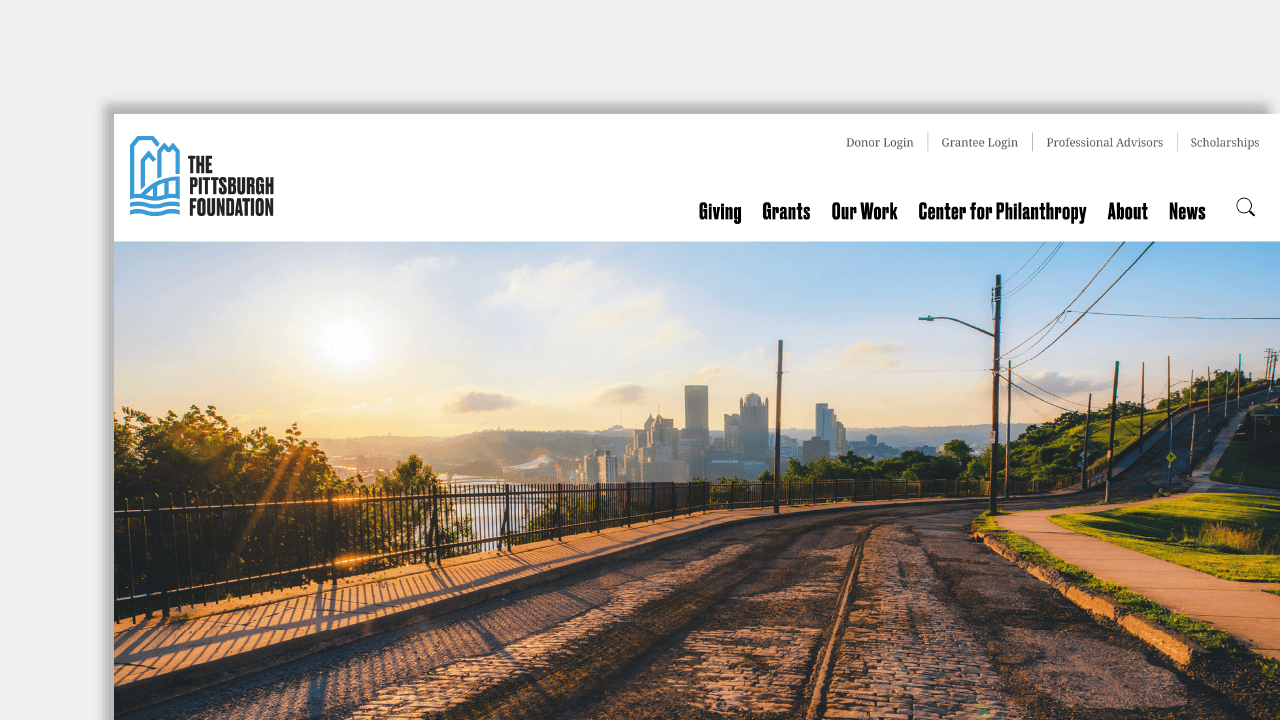 THE
PITTSBURGH
FOUNDATION
Donor Login Grantee Login Professional Advisors Scholarships
Giving Grants Our Work Center for Philanthropy About News